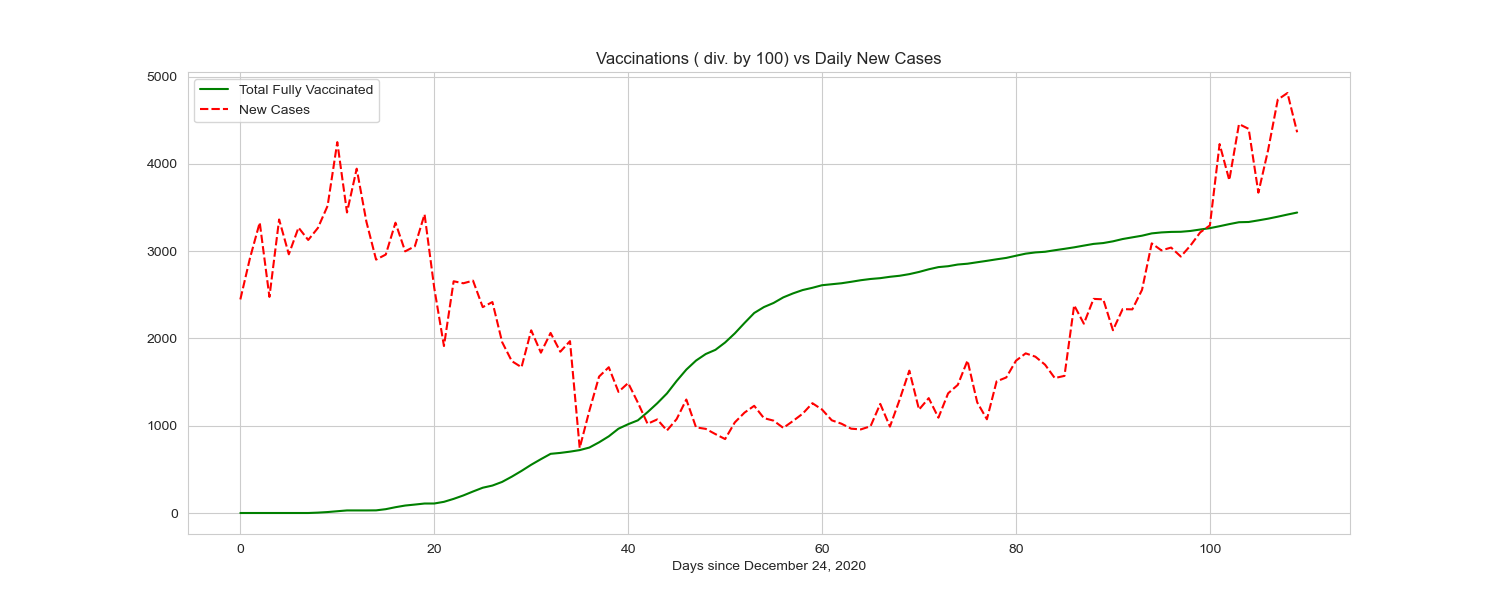 Vaccinations ( div. by 100) vs Daily New Cases
5000
Total Fully Vaccinated
New Cases
4000
3000
2000
1000
0
0 20 40 60 80 100
Days since December 24, 2020